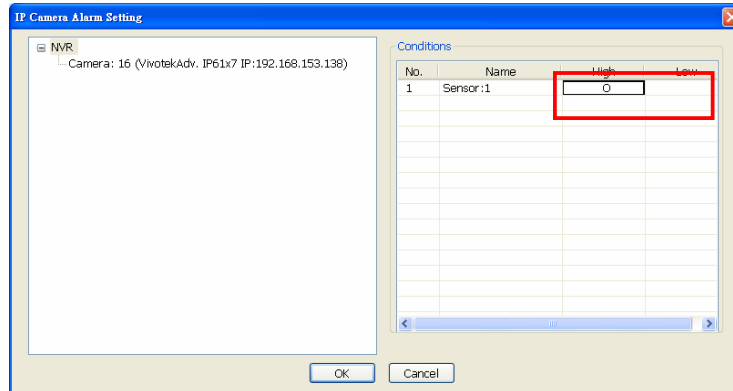 IP Camera Alarm Setting
NVR
Camera: 16 (VivotekAdv. IP61x7 IP:192.168.153.138)
Conditions
No. Name High Low
1 Sensor:1 O
OK Cancel